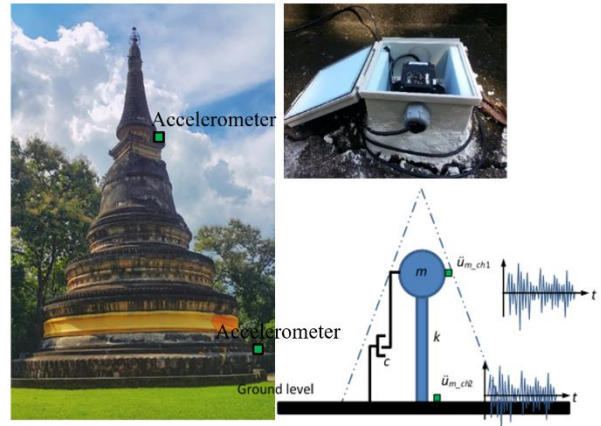 Accelerometer
Accelerometer
Ground level
m
ü_m_ch1
t
k
c
ü_m_ch2
t